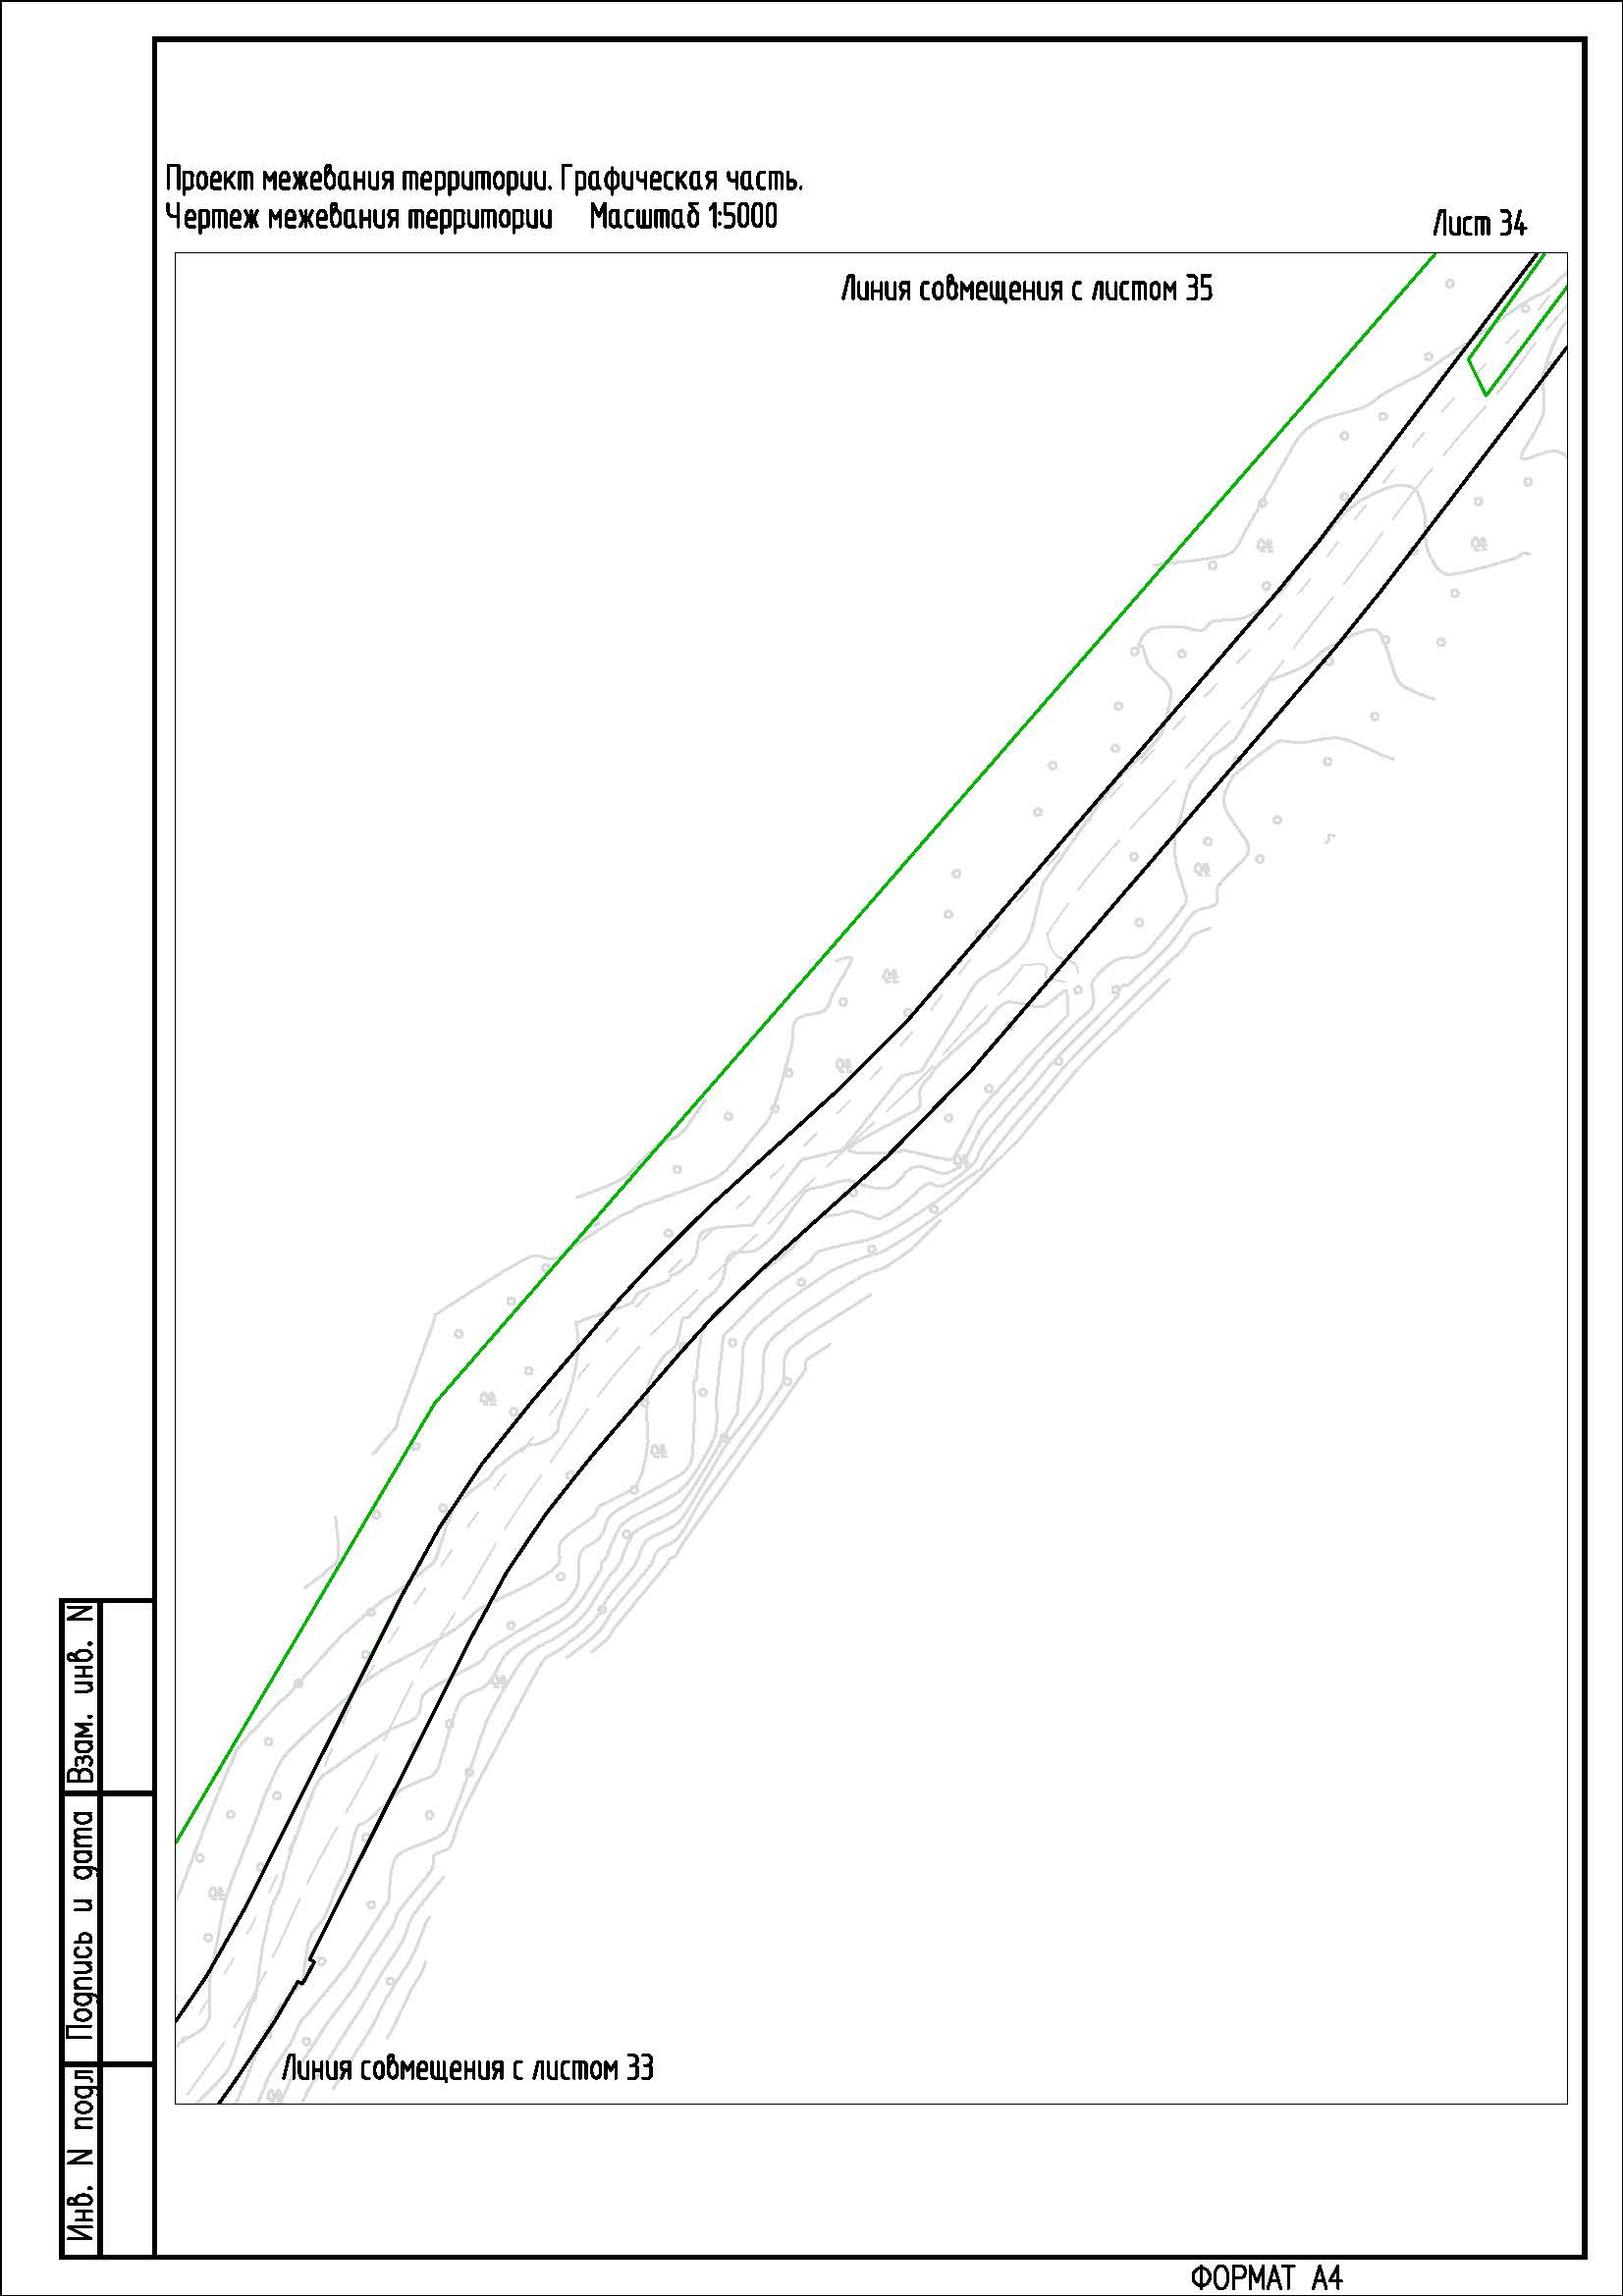 Проект межевания территории. Графическая часть.
Чертеж межевания территории Масштаб 1:5000
Лист 34
Линия совмещения с листом 35
Линия совмещения с листом 33
Взам. инв. N
Подпись и дата
Инв. N подл
ФОРМАТ А4